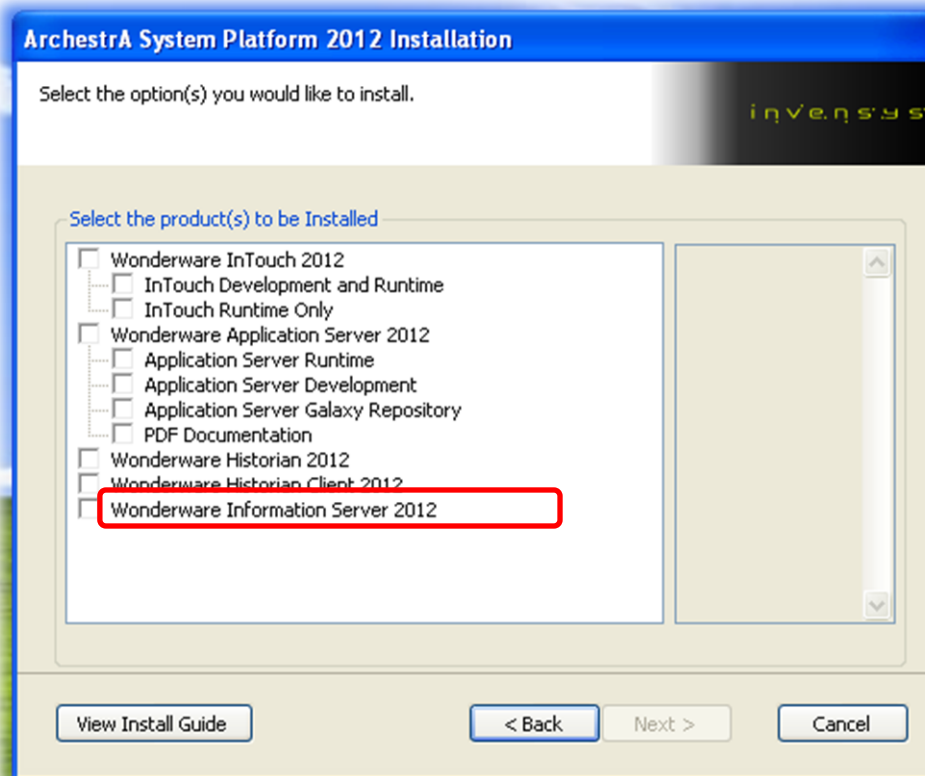 ArchestrA System Platform 2012 Installation
Select the option(s) you would like to install.
invensys
Select the product(s) to be Installed
Wonderware InTouch 2012
InTouch Development and Runtime
InTouch Runtime Only
Wonderware Application Server 2012
Application Server Runtime
Application Server Development
Application Server Galaxy Repository
PDF Documentation
Wonderware Historian 2012
Wonderware Historian Client 2012
Wonderware Information Server 2012
View Install Guide
< Back
Next >
Cancel